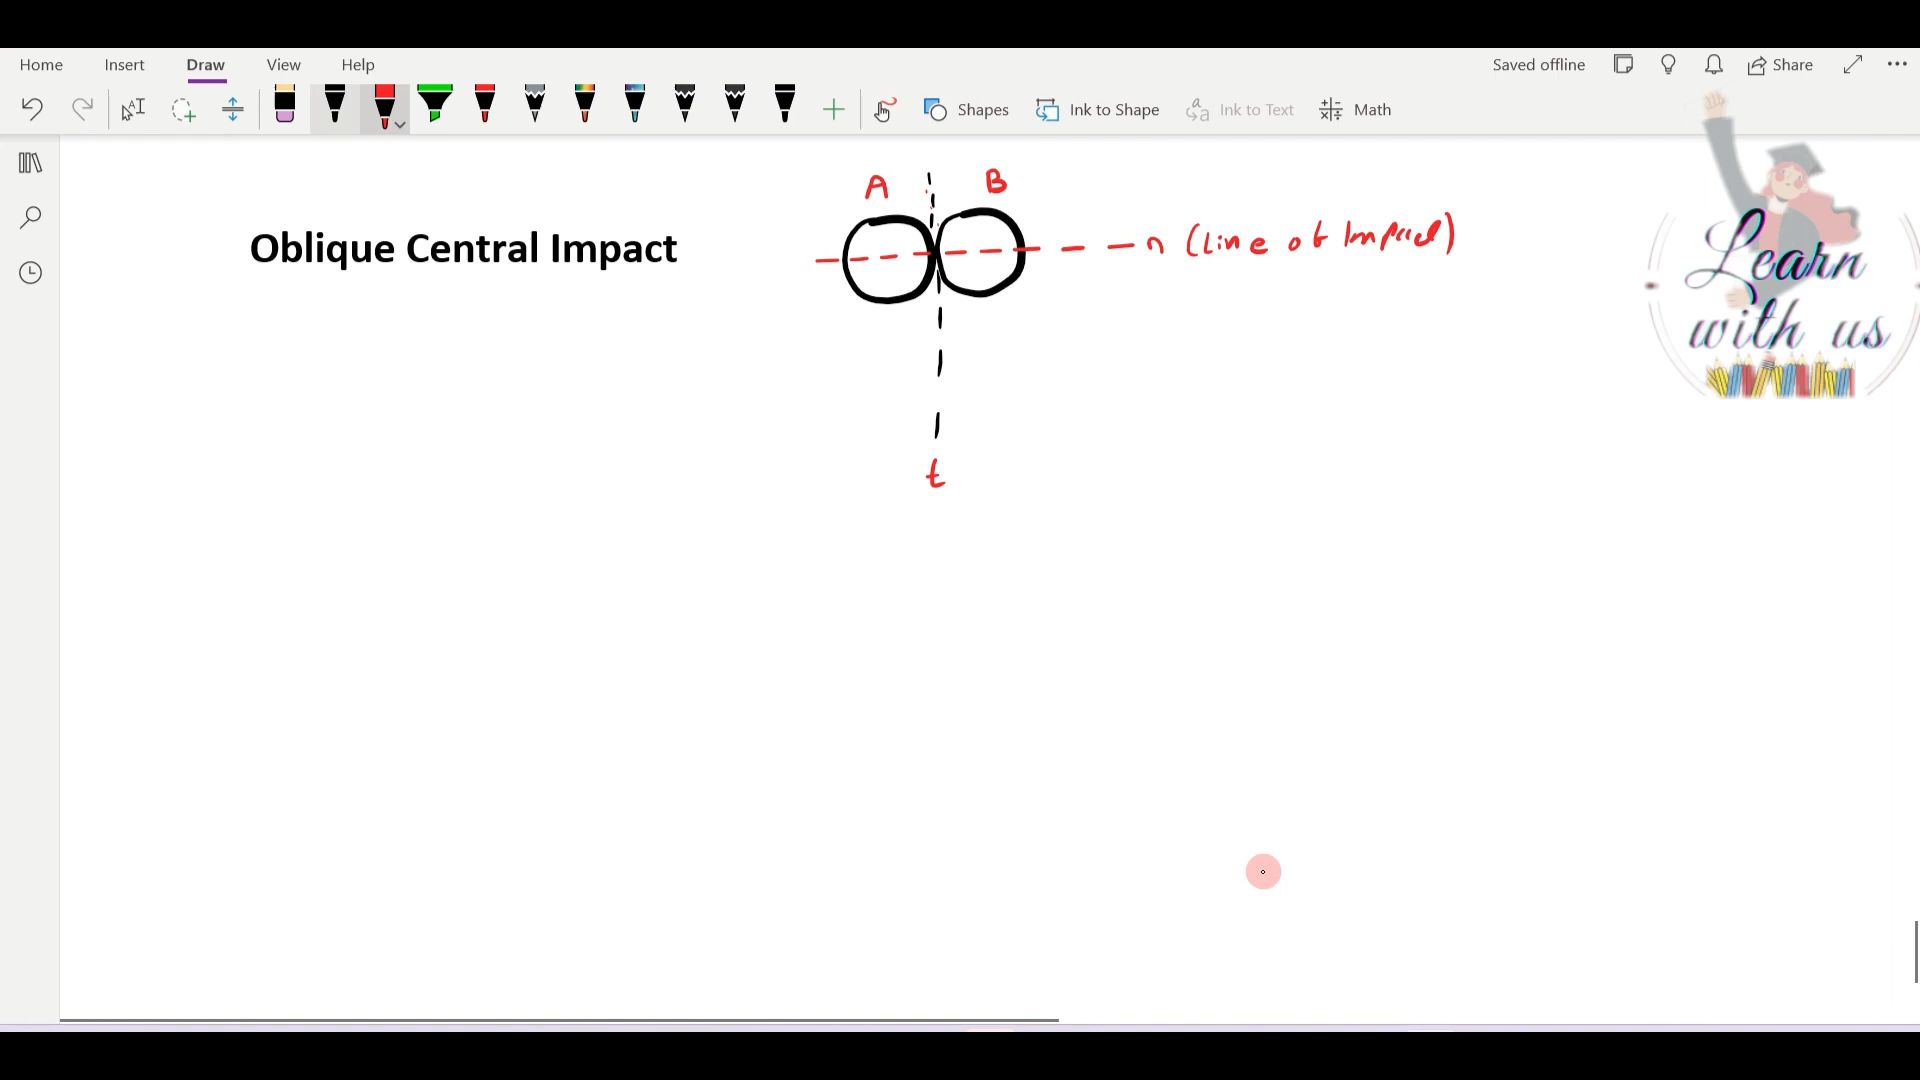 Home Insert Draw View Help
Saved offline Share
Shapes Ink to Shape Ink to Text Math
A B
Oblique Central Impact
n (Line of Impact)
t
Learn
with us